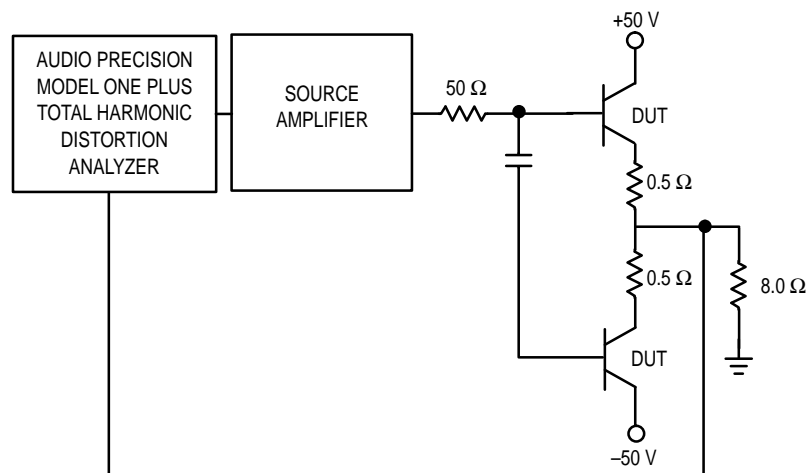 +50 V
AUDIO PRECISION
MODEL ONE PLUS
TOTAL HARMONIC
DISTORTION
ANALYZER
SOURCE
AMPLIFIER
50 Ω
DUT
0.5 Ω
0.5 Ω
8.0 Ω
DUT
–50 V